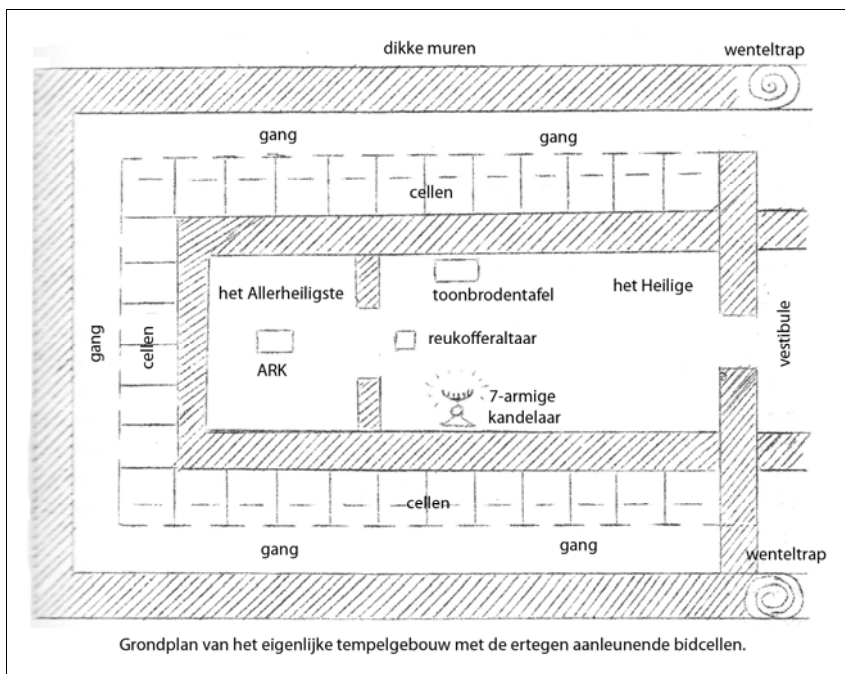 dikke muren
wenteltrap
gang
gang
cellen
het Allerheiligste
toonbrodentafel
het Heilige
gang
cellen
ARK
reukofferaltaar
vestibule
7-armige
kandelaar
cellen
gang
gang
wenteltrap
Grondplan van het eigenlijke tempelgebouw met de ertegen aanleunende bidcellen.